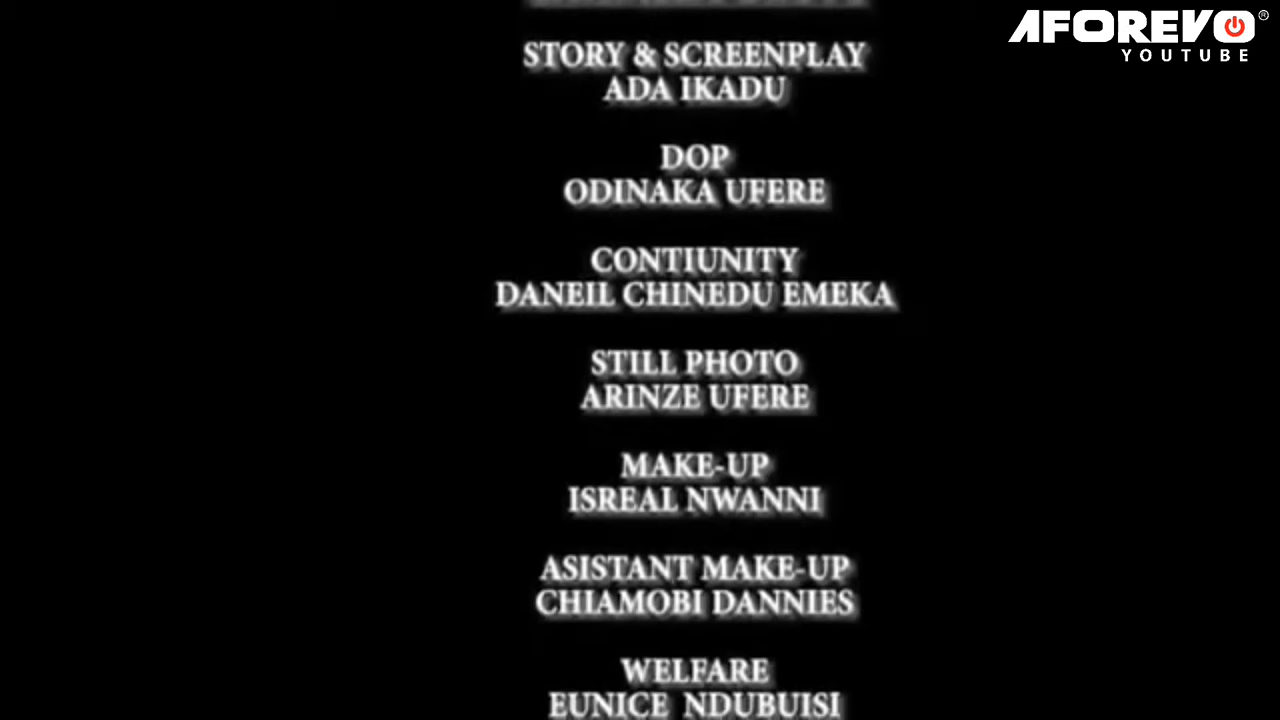 AFOREVO®
YOUTUBE
STORY & SCREENPLAY
ADA IKADU
DOP
ODINAKA UFERE
CONTIUNITY
DANEIL CHINEDU EMEKA
STILL PHOTO
ARINZE UFERE
MAKE-UP
ISREAL NWANNI
ASISTANT MAKE-UP
CHIAMOBI DANNIES
WELFARE
EUNICE NDUBUISI